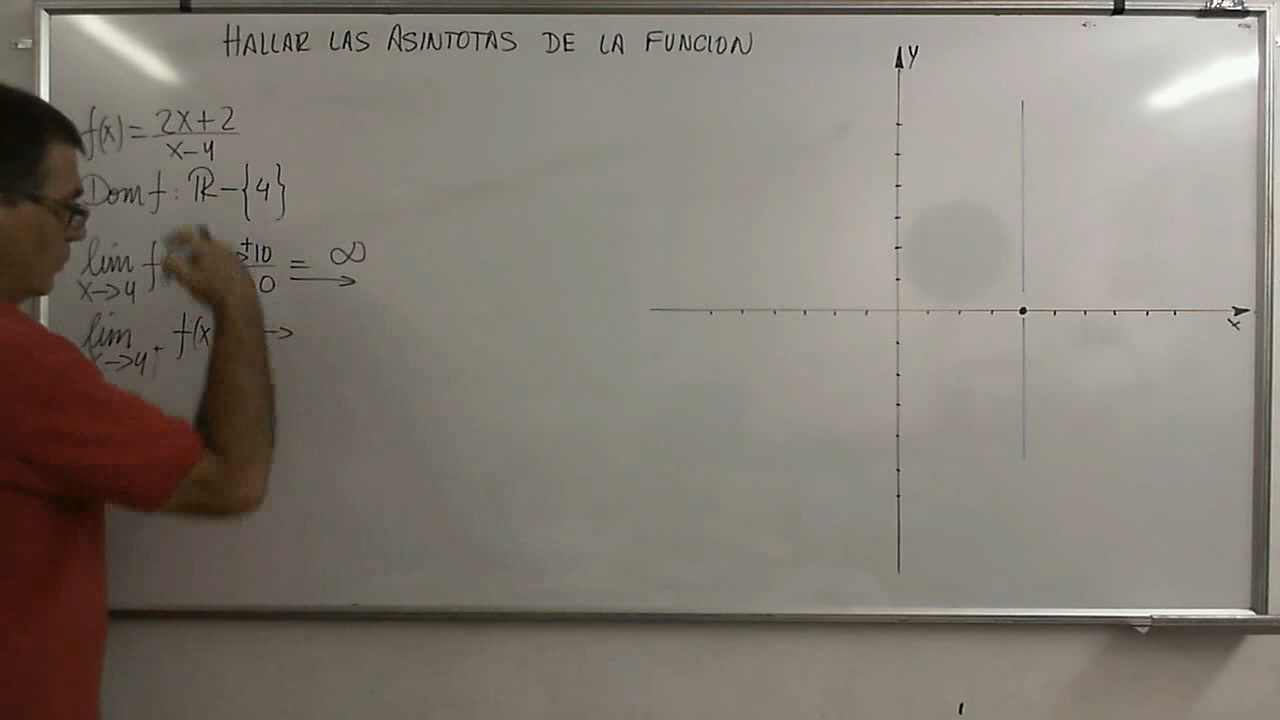 HALLAR LAS ASINTOTAS DE LA FUNCION
f(x) = 2x+2
x-4
Dom f: ℝ-{4}
lim f +10 = ∞
x→4 0
lim f(x →
x→4+
y
x